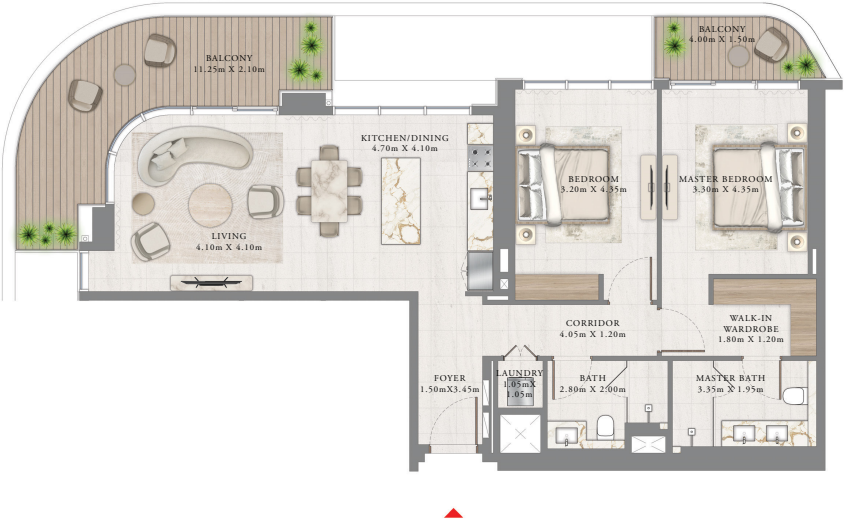 BALCONY
11.25m X 2.10m
BALCONY
4.00m X 1.50m
KITCHEN/DINING
4.70m X 4.10m
BEDROOM
3.20m X 4.35m
MASTER BEDROOM
3.30m X 4.35m
LIVING
4.10m X 4.10m
CORRIDOR
4.05m X 1.20m
WALK-IN
WARDROBE
1.80m X 1.20m
FOYER
1.50mX3.45m
LAUNDRY
1.05mX
1.05m
BATH
2.80m X 2.00m
MASTER BATH
3.35m X 1.95m